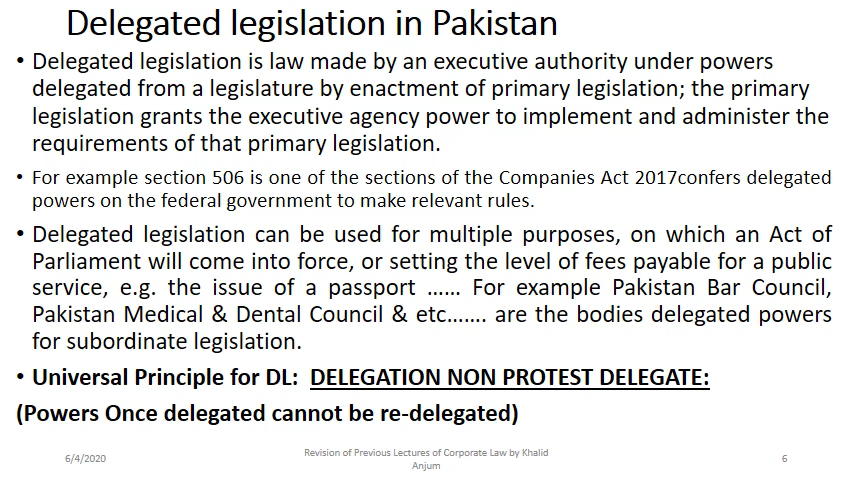 Delegated legislation in Pakistan
• Delegated legislation is law made by an executive authority under powers
delegated from a legislature by enactment of primary legislation; the primary
legislation grants the executive agency power to implement and administer the
requirements of that primary legislation.
• For example section 506 is one of the sections of the Companies Act 2017confers delegated
powers on the federal government to make relevant rules.
• Delegated legislation can be used for multiple purposes, on which an Act of
Parliament will come into force, or setting the level of fees payable for a public
service, e.g. the issue of a passport …… For example Pakistan Bar Council,
Pakistan Medical & Dental Council & etc……. are the bodies delegated powers
for subordinate legislation.
• Universal Principle for DL: DELEGATION NON PROTEST DELEGATE:
(Powers Once delegated cannot be re-delegated)
6/4/2020
Revision of Previous Lectures of Corporate Law by Khalid
Anjum
6